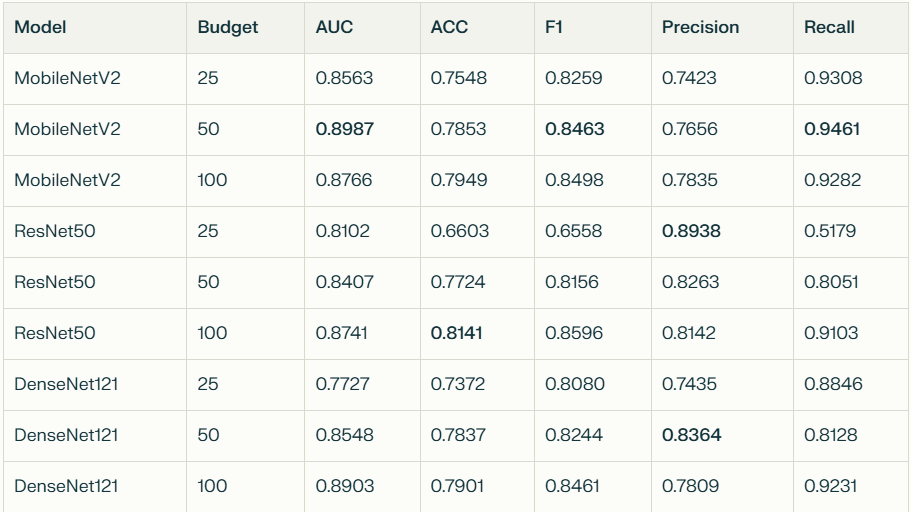 Model Budget AUC ACC F1 Precision Recall
MobileNetV2 25 0.8563 0.7548 0.8259 0.7423 0.9308
MobileNetV2 50 0.8987 0.7853 0.8463 0.7656 0.9461
MobileNetV2 100 0.8766 0.7949 0.8498 0.7835 0.9282
ResNet50 25 0.8102 0.6603 0.6558 0.8938 0.5179
ResNet50 50 0.8407 0.7724 0.8156 0.8263 0.8051
ResNet50 100 0.8741 0.8141 0.8596 0.8142 0.9103
DenseNet121 25 0.7727 0.7372 0.8080 0.7435 0.8846
DenseNet121 50 0.8548 0.7837 0.8244 0.8364 0.8128
DenseNet121 100 0.8903 0.7901 0.8461 0.7809 0.9231